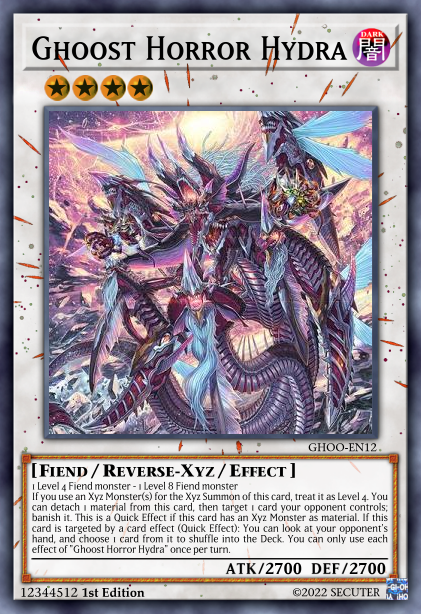 Ghoost Horror Hydra
DARK
闇
GHOO-EN12
[Fiend / Reverse-Xyz / Effect ]
1 Level 4 Fiend monster - 1 Level 8 Fiend monster
If you use an Xyz Monster(s) for the Xyz Summon of this card, treat it as Level 4. You
can detach 1 material from this card, then target 1 card your opponent controls;
banish it. This is a Quick Effect if this card has an Xyz Monster as material. If this
card is targeted by a card effect (Quick Effect): You can look at your opponent's
hand, and choose 1 card from it to shuffle into the Deck. You can only use each
effect of "Ghoost Horror Hydra" once per turn.
ATK/2700 DEF/2700
12344512 1st Edition
©2022 SECUTER